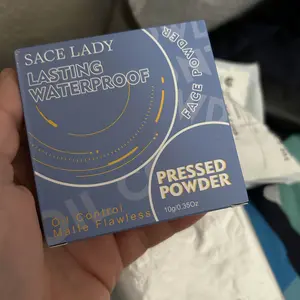 SACE LADY
LASTING
WATERPROOF
FACE POWDER
PRESSED
POWDER
10g/0.35Oz
Oil Control
Matte Flawless